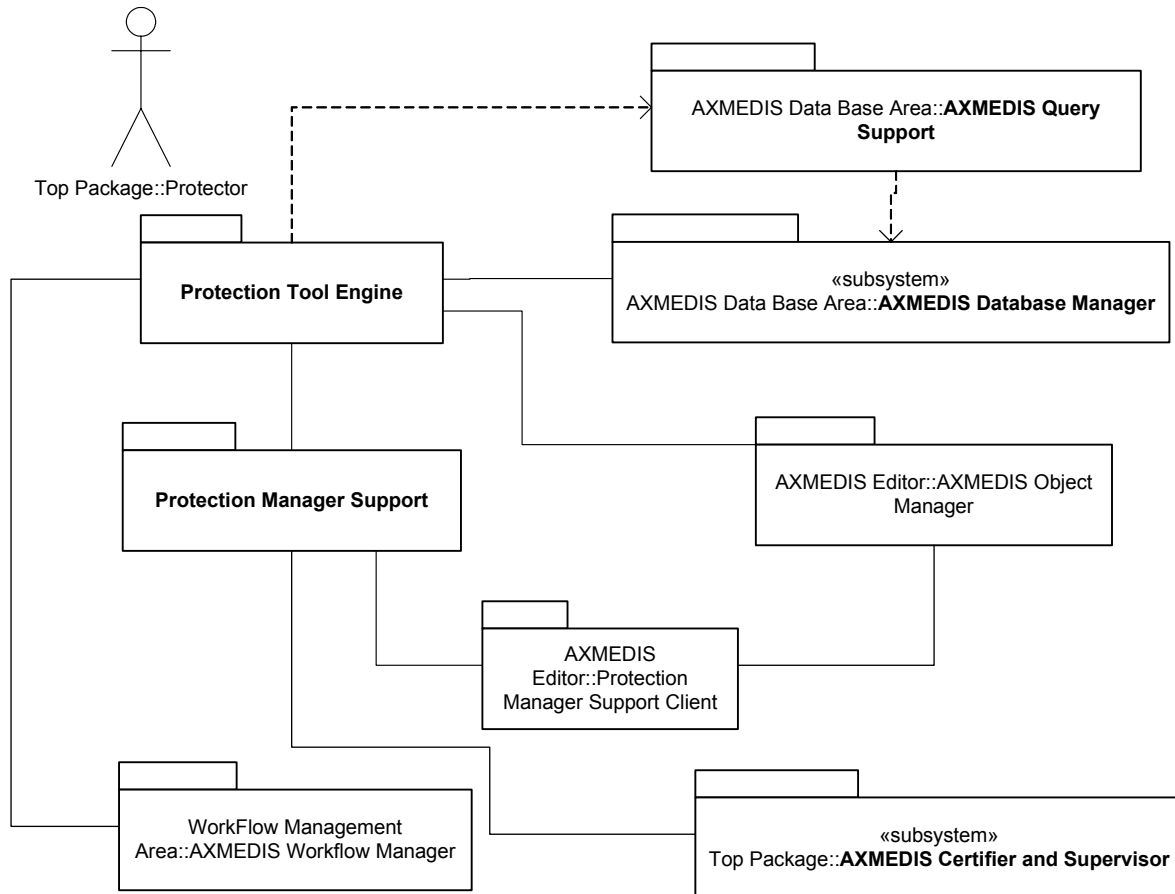 Top Package::Protector
AXMEDIS Data Base Area::AXMEDIS Query
Support
Protection Tool Engine
«subsystem»
AXMEDIS Data Base Area::AXMEDIS Database Manager
Protection Manager Support
AXMEDIS Editor::AXMEDIS Object
Manager
AXMEDIS
Editor::Protection
Manager Support Client
WorkFlow Management
Area::AXMEDIS Workflow Manager
«subsystem»
Top Package::AXMEDIS Certifier and Supervisor